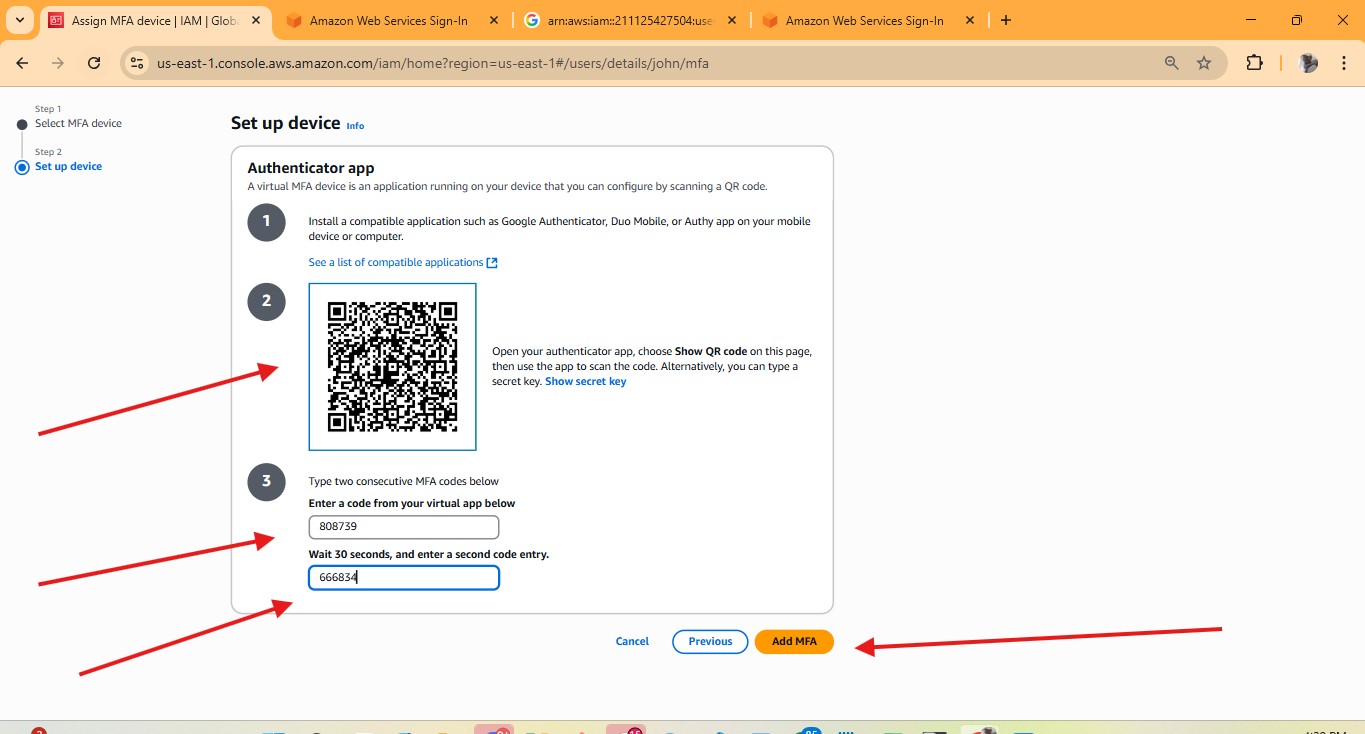 Assign MFA device | IAM | Globa
Amazon Web Services Sign-In
arn:aws:iam::211125427504:use
Amazon Web Services Sign-In
us-east-1.console.aws.amazon.com/iam/home?region=us-east-1#/users/details/john/mfa
Step 1
Select MFA device
Step 2
Set up device
Set up device Info
Authenticator app
A virtual MFA device is an application running on your device that you can configure by scanning a QR code.
1
Install a compatible application such as Google Authenticator, Duo Mobile, or Authy app on your mobile
device or computer.
See a list of compatible applications
2
Open your authenticator app, choose Show QR code on this page,
then use the app to scan the code. Alternatively, you can type a
secret key. Show secret key
3
Type two consecutive MFA codes below
Enter a code from your virtual app below
808739
Wait 30 seconds, and enter a second code entry.
666834
Cancel
Previous
Add MFA